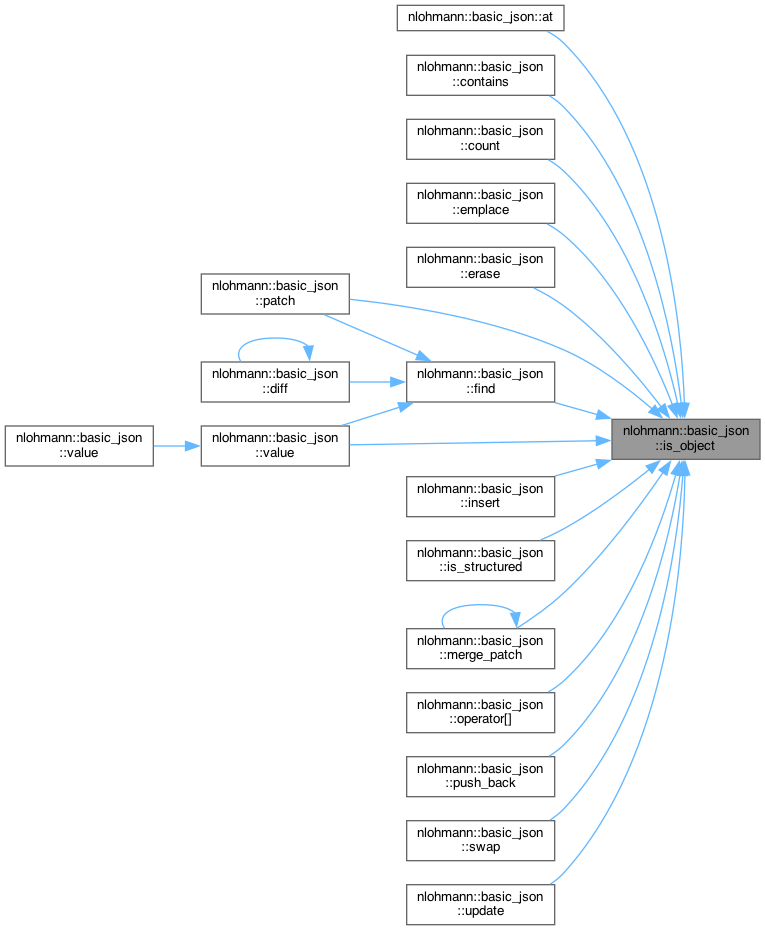 nlohmann::basic_json::at
nlohmann::basic_json
::contains
nlohmann::basic_json
::count
nlohmann::basic_json
::emplace
nlohmann::basic_json
::erase
nlohmann::basic_json
::patch
nlohmann::basic_json
::diff
nlohmann::basic_json
::find
nlohmann::basic_json
::value
nlohmann::basic_json
::value
nlohmann::basic_json
::is_object
nlohmann::basic_json
::insert
nlohmann::basic_json
::is_structured
nlohmann::basic_json
::merge_patch
nlohmann::basic_json
::operator[]
nlohmann::basic_json
::push_back
nlohmann::basic_json
::swap
nlohmann::basic_json
::update